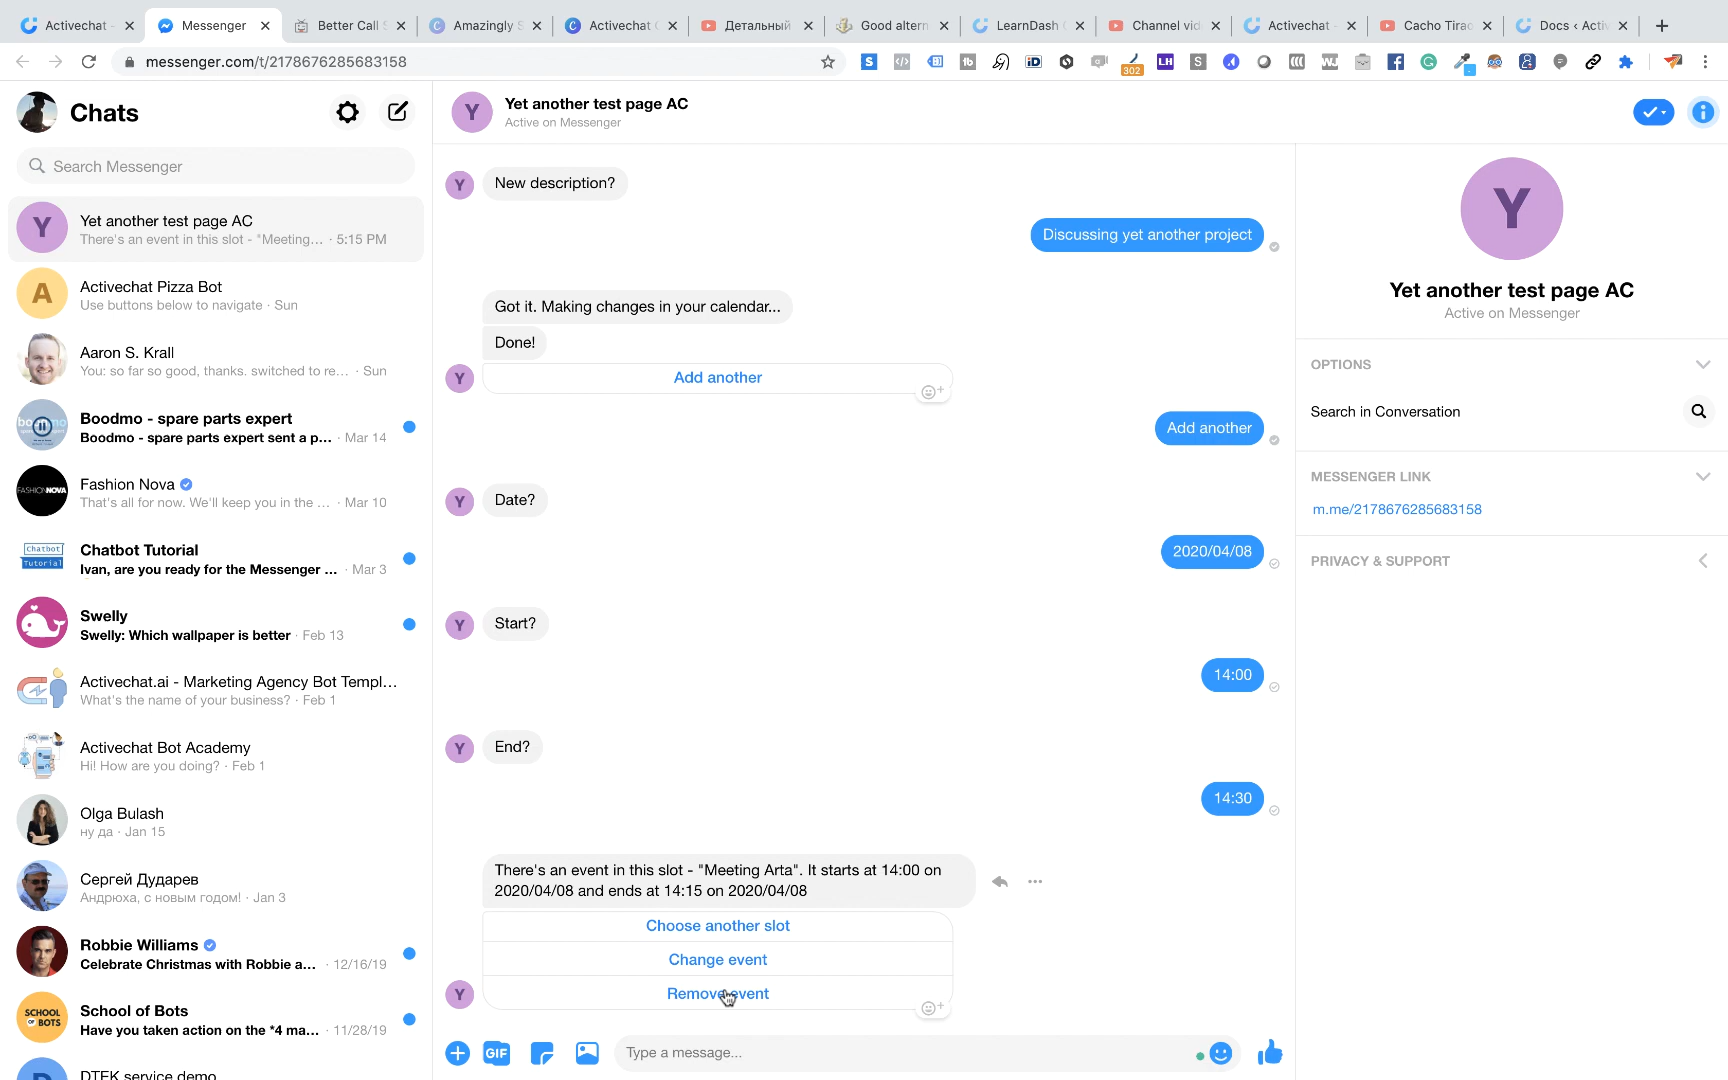 Activechat -
Messenger
Better Call S
Amazingly S
Activechat C
Детальный
Good altern
LearnDash
Channel vid
Activechat -
Cacho Tirao
Docs ‹ Activ
messenger.com/t/2178676285683158
302
Chats
Search Messenger
Yet another test page AC
There's an event in this slot - "Meeting... · 5:15 PM
Activechat Pizza Bot
Use buttons below to navigate · Sun
Aaron S. Krall
You: so far so good, thanks. switched to re... · Sun
Boodmo - spare parts expert
Boodmo - spare parts expert sent a p... · Mar 14
FASHIONNOVA
Fashion Nova
That's all for now. We'll keep you in the ... · Mar 10
Chatbot
Tutorial
Chatbot Tutorial
Ivan, are you ready for the Messenger ... · Mar 3
Swelly
Swelly: Which wallpaper is better · Feb 13
Activechat.ai - Marketing Agency Bot Templ...
What's the name of your business? · Feb 1
Activechat Bot Academy
Hi! How are you doing? · Feb 1
Olga Bulash
ну да · Jan 15
Сергей Дударев
Андрюха, с новым годом! · Jan 3
Robbie Williams
Celebrate Christmas with Robbie a... · 12/16/19
SCHOOL
OF BOTS
School of Bots
Have you taken action on the *4 ma... · 11/28/19
DTEK service demo
Y
Yet another test page AC
Active on Messenger
New description?
Discussing yet another project
Got it. Making changes in your calendar...
Done!
Add another
Add another
Date?
2020/04/08
Start?
14:00
End?
14:30
There's an event in this slot - "Meeting Arta". It starts at 14:00 on
2020/04/08 and ends at 14:15 on 2020/04/08
Choose another slot
Change event
Remove event
GIF
Type a message...
Y
Yet another test page AC
Active on Messenger
OPTIONS
Search in Conversation
MESSENGER LINK
m.me/2178676285683158
PRIVACY & SUPPORT